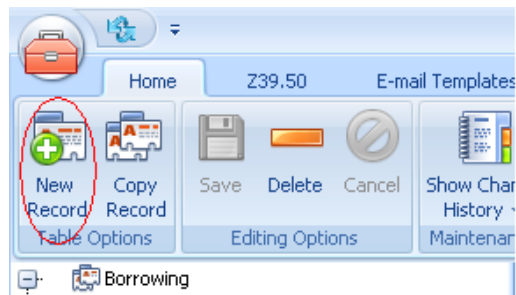 Home Z39.50 E-mail Templates
New Record Copy Record Save Delete Cancel Show Char
History
Table Options Editing Options Maintenan
Borrowing